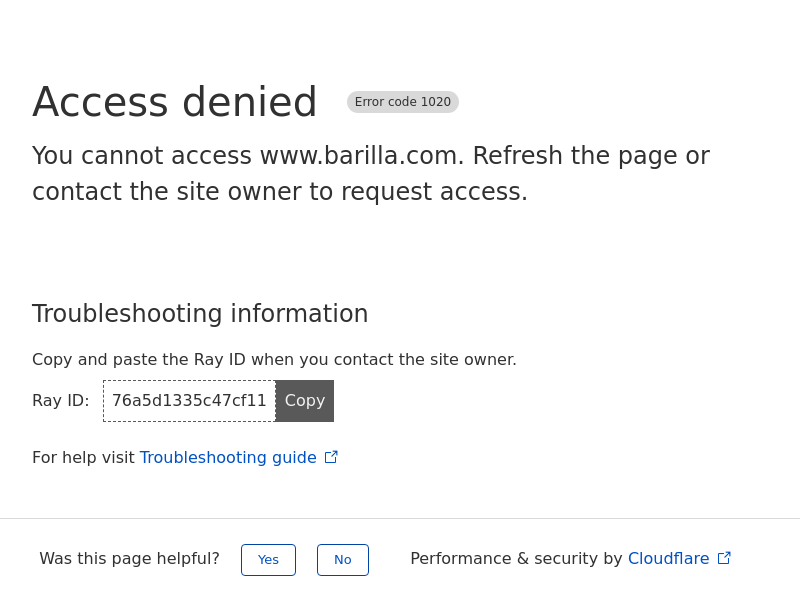 Access denied Error code 1020
You cannot access www.barilla.com. Refresh the page or
contact the site owner to request access.
Troubleshooting information
Copy and paste the Ray ID when you contact the site owner.
Ray ID: 76a5d1335c47cf11 Copy
For help visit Troubleshooting guide
Was this page helpful? Yes No Performance & security by Cloudflare